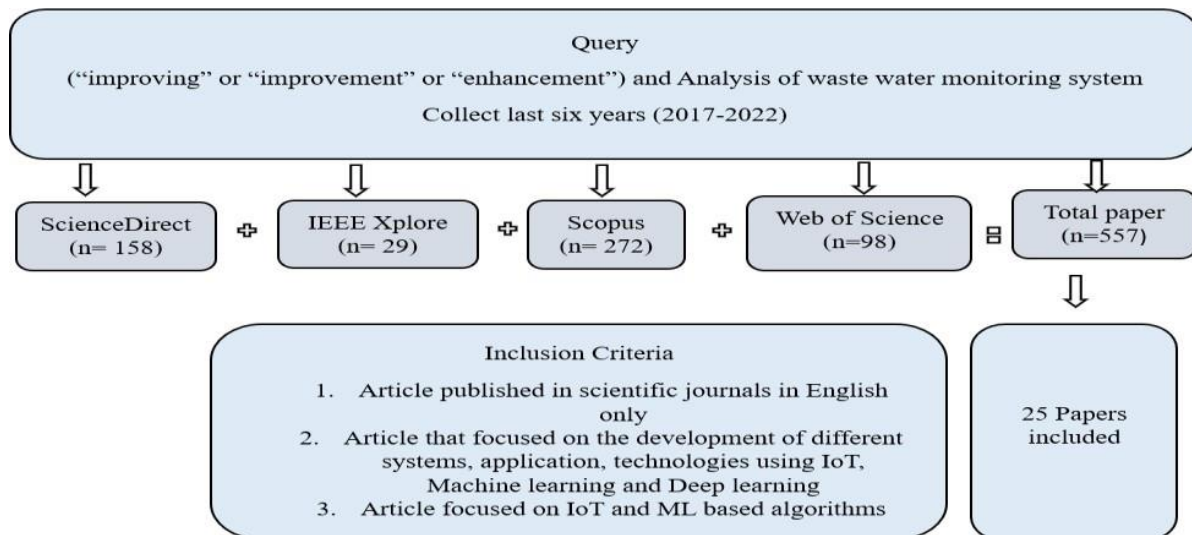 Query
(“improving” or “improvement” or “enhancement”) and Analysis of waste water monitoring system
Collect last six years (2017-2022)
ScienceDirect
(n= 158)
IEEE Xplore
(n= 29)
Scopus
(n= 272)
Web of Science
(n=98)
Total paper
(n=557)
Inclusion Criteria
1. Article published in scientific journals in English
only
2. Article that focused on the development of different
systems, application, technologies using IoT,
Machine learning and Deep learning
3. Article focused on IoT and ML based algorithms
25 Papers
included